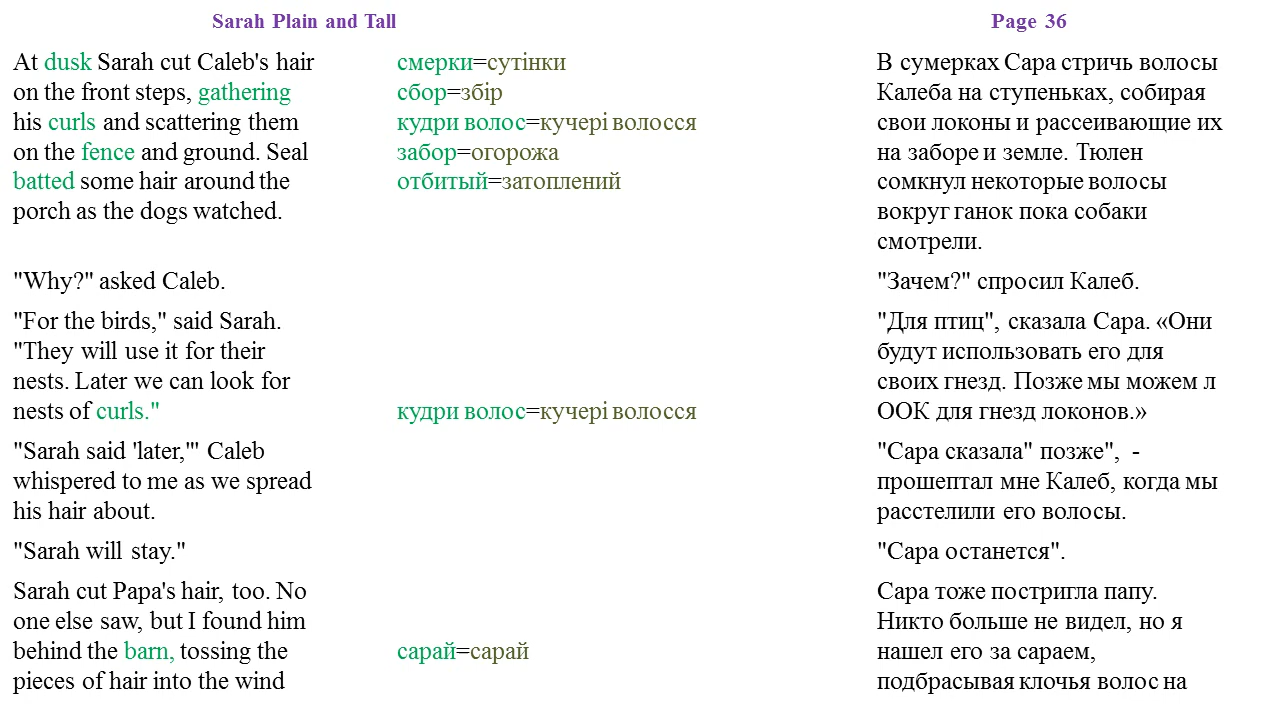 Sarah Plain and Tall
Page 36
At dusk Sarah cut Caleb's hair
on the front steps, gathering
his curls and scattering them
on the fence and ground. Seal
batted some hair around the
porch as the dogs watched.
"Why?" asked Caleb.
"For the birds," said Sarah.
"They will use it for their
nests. Later we can look for
nests of curls."
"Sarah said 'later,'" Caleb
whispered to me as we spread
his hair about.
"Sarah will stay."
Sarah cut Papa's hair, too. No
one else saw, but I found him
behind the barn, tossing the
pieces of hair into the wind
смерки=сутінки
сбор=збір
кудри волос=кучері волосся
забор=огорожа
отбитый=затоплений
кудри волос=кучері волосся
сарай=сарай
В сумерках Сара стричь волосы
Калеба на ступеньках, собирая
свои локоны и рассеивающие их
на заборе и земле. Тюлен
сомкнул некоторые волосы
вокруг ганок пока собаки
смотрели.
"Зачем?" спросил Калеб.
"Для птиц", сказала Сара. «Они
будут использовать его для
своих гнезд. Позже мы можем л
ООК для гнезд локонов.»
"Сара сказала" позже", -
прошептал мне Калеб, когда мы
расстелили его волосы.
"Сара останется".
Сара тоже постригла папу.
Никто больше не видел, но я
нашел его за сараем,
подбрасывая клочья волос на